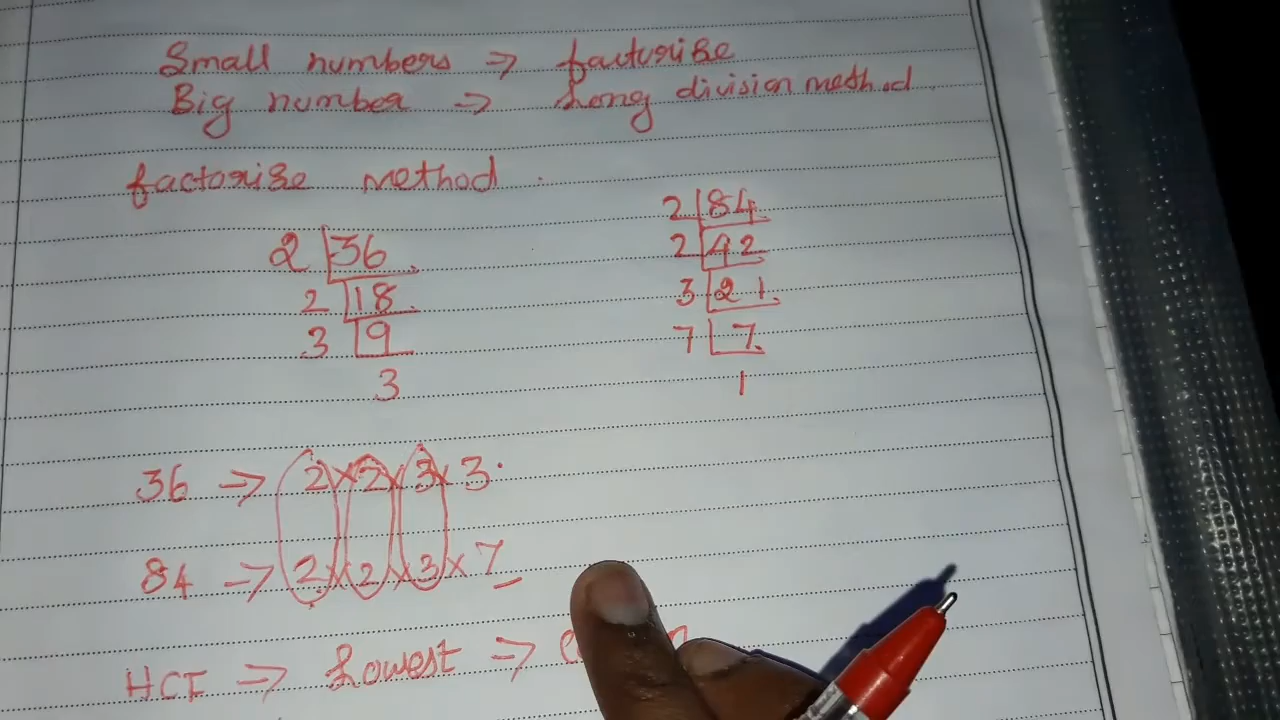 Small numbers → factorise
Big number → Long division method
factorise method.
2 | 36
2 | 18
3 | 9
3
2 | 84
2 | 42
3 | 21
7 | 7
1
36 → 2 × 2 × 3 × 3.
84 → 2 × 2 × 3 × 7
HCF → Lowest →